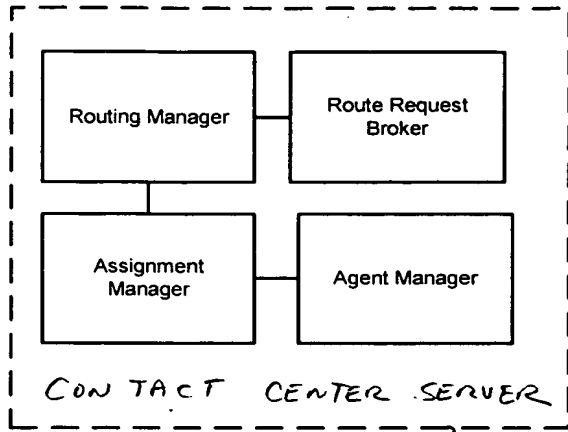 Routing Manager
Route Request
Broker
Assignment
Manager
Agent Manager
CONTACT CENTER SERVER